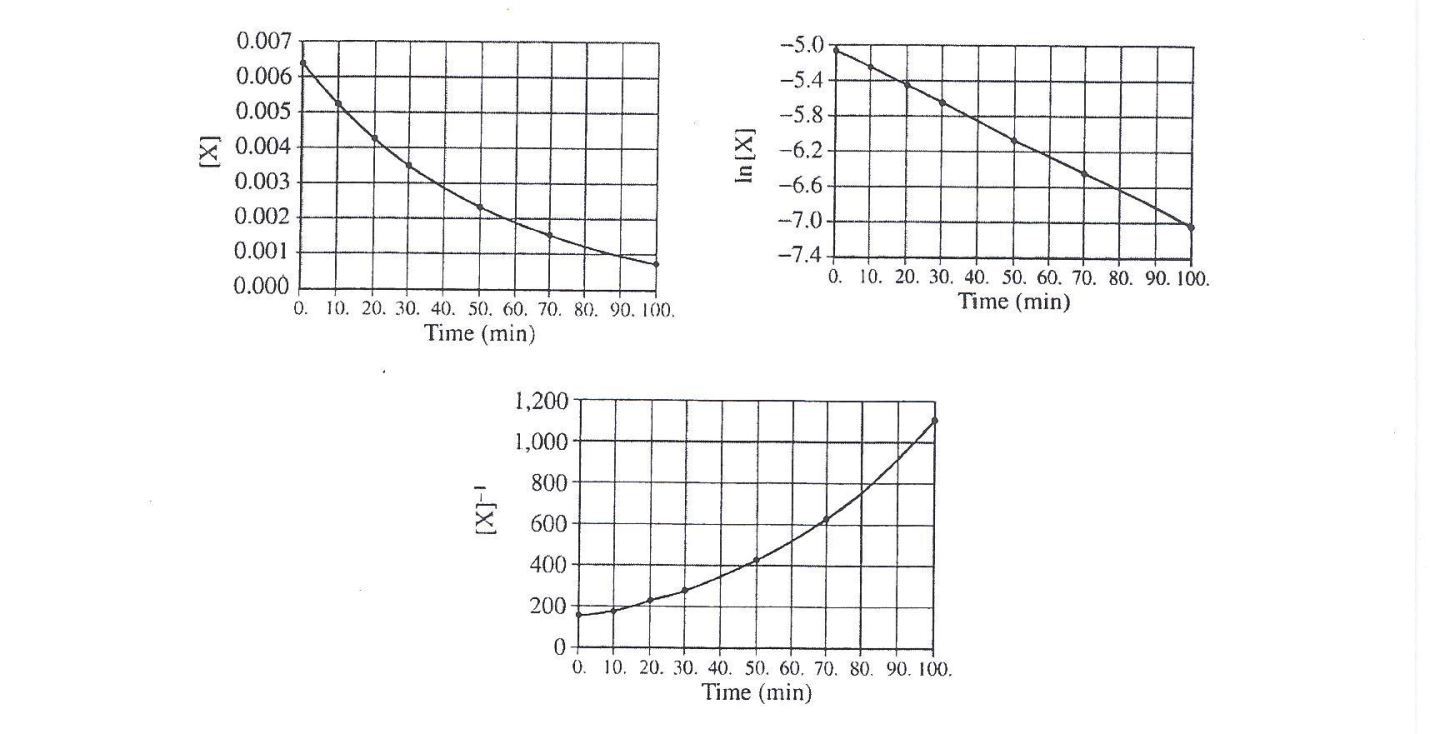 0.007
0.006
0.005
0.004
0.003
0.002
0.001
0.000
[X]
0. 10. 20. 30. 40. 50. 60. 70. 80. 90. 100.
Time (min)
–5.0
–5.4
–5.8
–6.2
–6.6
–7.0
–7.4
ln [X]
0. 10. 20. 30. 40. 50. 60. 70. 80. 90. 100.
Time (min)
1,200
1,000
800
600
400
200
0
[X]⁻¹
0. 10. 20. 30. 40. 50. 60. 70. 80. 90. 100.
Time (min)